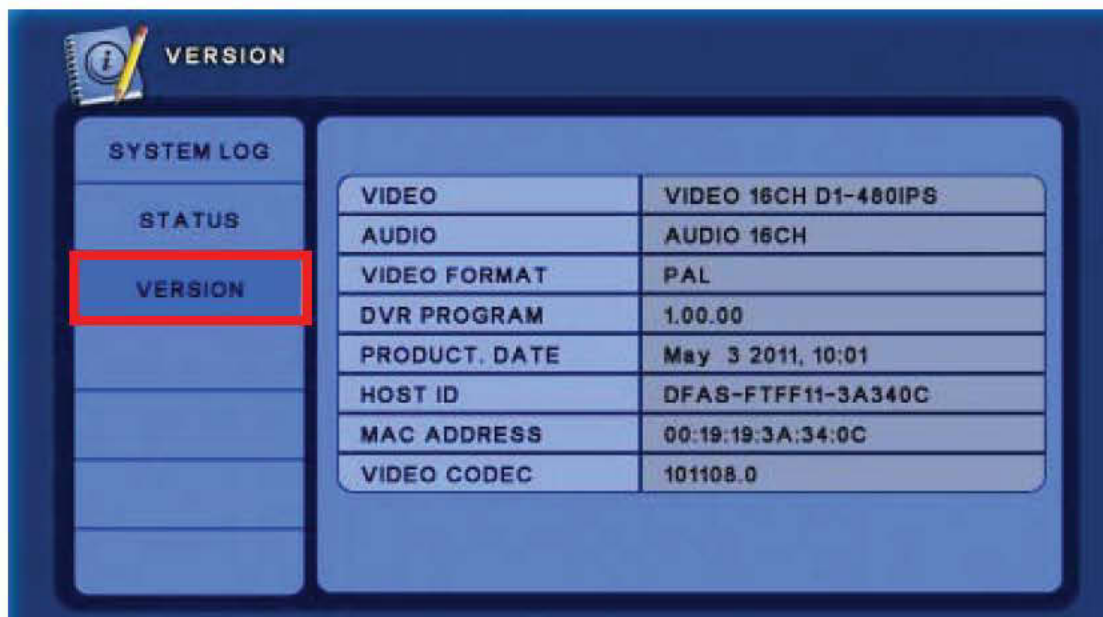 VERSION
SYSTEM LOG
STATUS
VERSION
VIDEO VIDEO 16CH D1-480IPS
AUDIO AUDIO 16CH
VIDEO FORMAT PAL
DVR PROGRAM 1.00.00
PRODUCT. DATE May 3 2011, 10:01
HOST ID DFAS-FTFF11-3A340C
MAC ADDRESS 00:19:19:3A:34:0C
VIDEO CODEC 101108.0